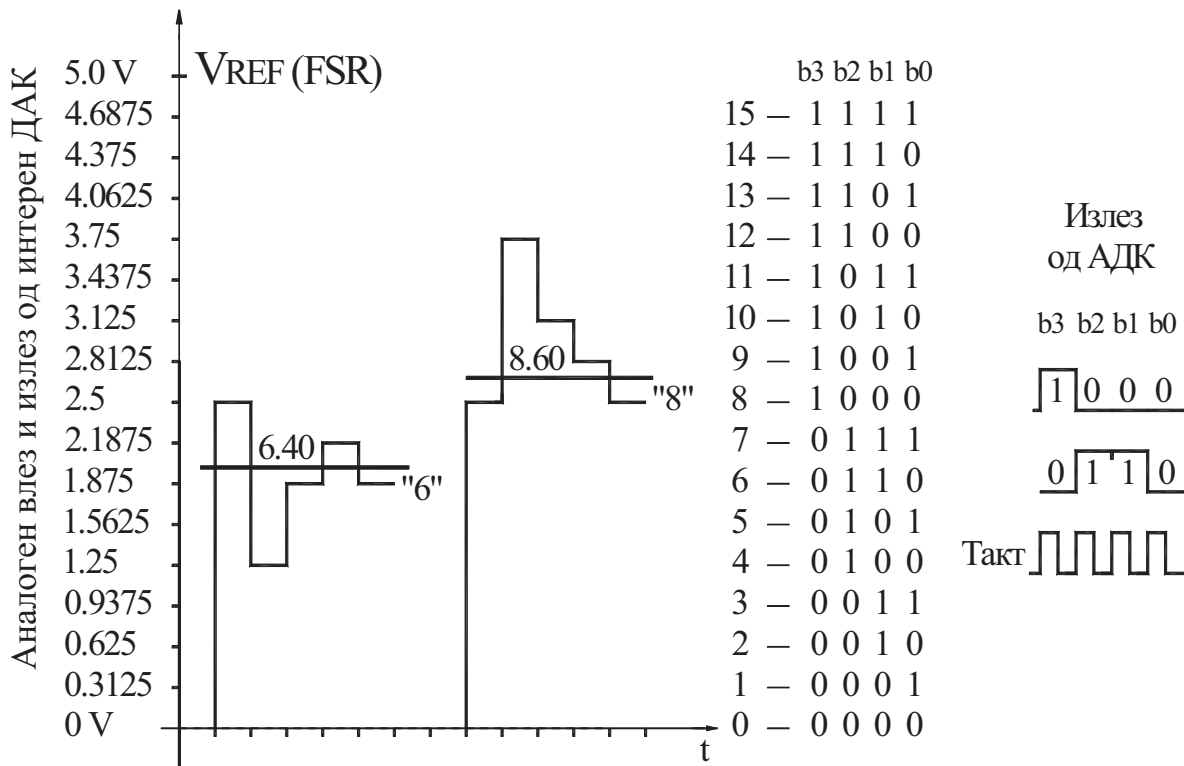 Аналоген влез и излез од интерен ДАК
VREF (FSR)
5.0 V
4.6875
4.375
4.0625
3.75
3.4375
3.125
2.8125
2.5
2.1875
1.875
1.5625
1.25
0.9375
0.625
0.3125
0 V
6.40
"6"
8.60
"8"
t
b3 b2 b1 b0
15 – 1 1 1 1
14 – 1 1 1 0
13 – 1 1 0 1
12 – 1 1 0 0
11 – 1 0 1 1
10 – 1 0 1 0
9 – 1 0 0 1
8 – 1 0 0 0
7 – 0 1 1 1
6 – 0 1 1 0
5 – 0 1 0 1
4 – 0 1 0 0
3 – 0 0 1 1
2 – 0 0 1 0
1 – 0 0 0 1
0 – 0 0 0 0
Излез
од АДК
b3 b2 b1 b0
1 0 0 0
0 1 1 0
Такт